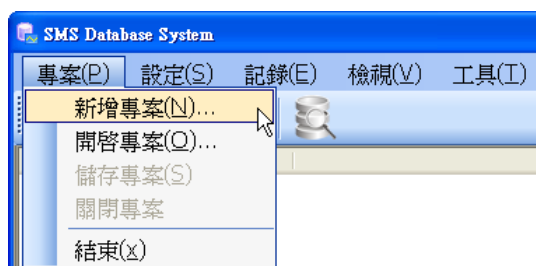 SMS Database System
專案(P) 設定(S) 記錄(E) 檢視(V) 工具(T)
新增專案(N)...
開啓專案(O)...
儲存專案(S)
關閉專案
結束(x)